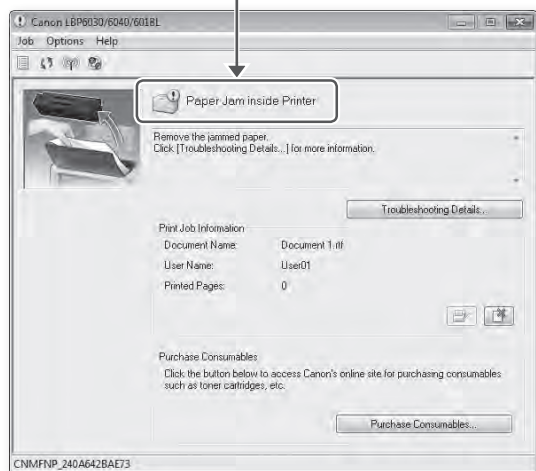 Canon LBP6030/6040/6018L
Job Options Help
Paper Jam inside Printer
Remove the jammed paper.
Click [Troubleshooting Details...] for more information.
Troubleshooting Details...
Print Job Information
Document Name: Document 1.rtf
User Name: User01
Printed Pages: 0
Purchase Consumables
Click the button below to access Canon's online site for purchasing consumables
such as toner cartridges, etc.
Purchase Consumables...
CNMFNP_240A642BAE73